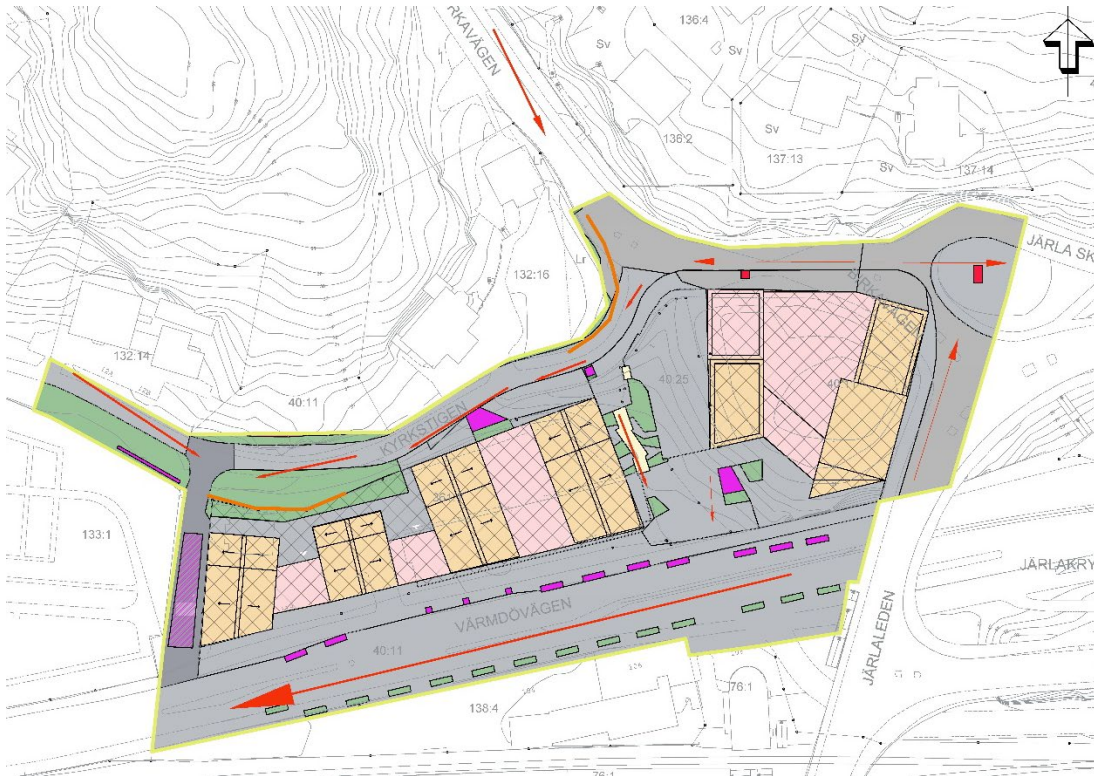 136:4
Sv
Sv
Sv
RKAVÄGEN
136:2
Sv
137:13
Sv
137:14
Lr
JÄRLA SK
132:16
Lr
132:14
40:11
40:25
KYRKSTIGEN
133:1
VÄRMDÖVÄGEN
40:11
JÄRLAKRY
JÄRLALEDEN
138:4
76:1
76:1